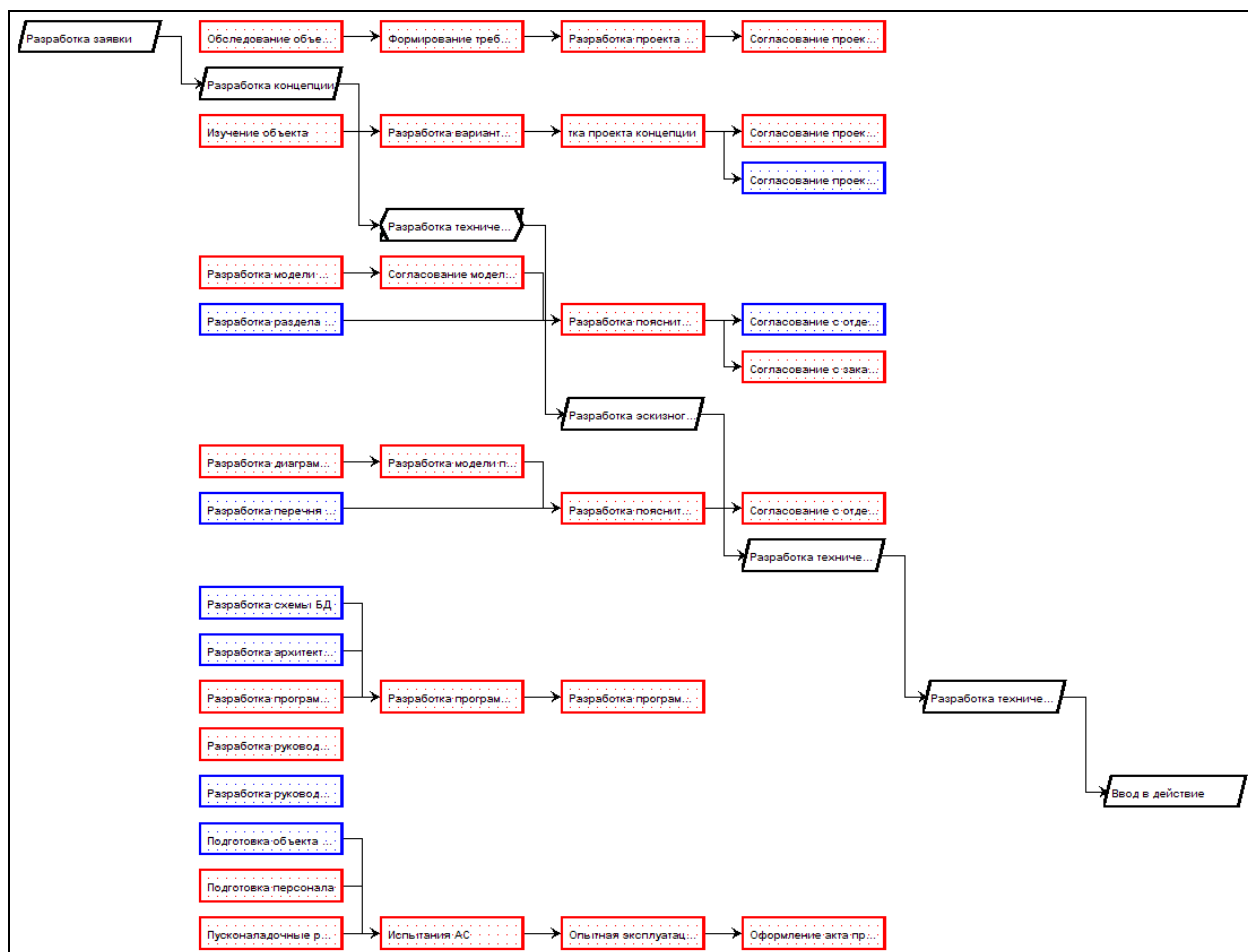 Разработка заявки
Обследование объе...
Формирование треб...
Разработка проекта ...
Согласование проек...
Разработка концепции
Изучение объекта
Разработка вариант...
тка проекта концепции
Согласование проек...
Согласование проек...
Разработка техниче...
Разработка модели ...
Согласование модел...
Разработка раздела ...
Разработка пояснит...
Согласование с отде...
Согласование с зака...
Разработка эскизног...
Разработка диаграм...
Разработка модели п...
Разработка перечня ...
Разработка пояснит...
Согласование с отде...
Разработка техниче...
Разработка схемы БД
Разработка архитект...
Разработка програм...
Разработка програм...
Разработка програм...
Разработка техниче...
Разработка руковод...
Разработка руковод...
Ввод в действие
Подготовка объекта ...
Подготовка персонала
Пусконаладочные р...
Испытания АС
Опытная эксплуатац...
Оформление акта пр...